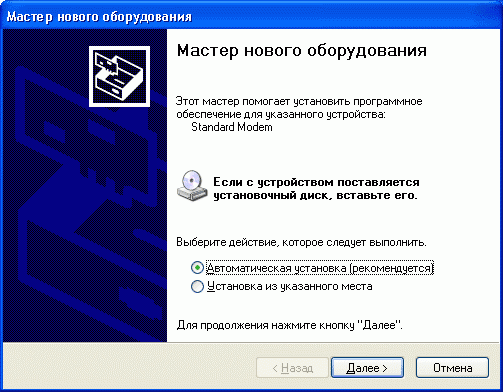 Мастер нового оборудования
Мастер нового оборудования
Этот мастер помогает установить программное
обеспечение для указанного устройства:
Standard Modem
Если с устройством поставляется
установочный диск, вставьте его.
Выберите действие, которое следует выполнить.
Автоматическая установка (рекомендуется)
Установка из указанного места
Для продолжения нажмите кнопку "Далее".
< Назад
Далее >
Отмена